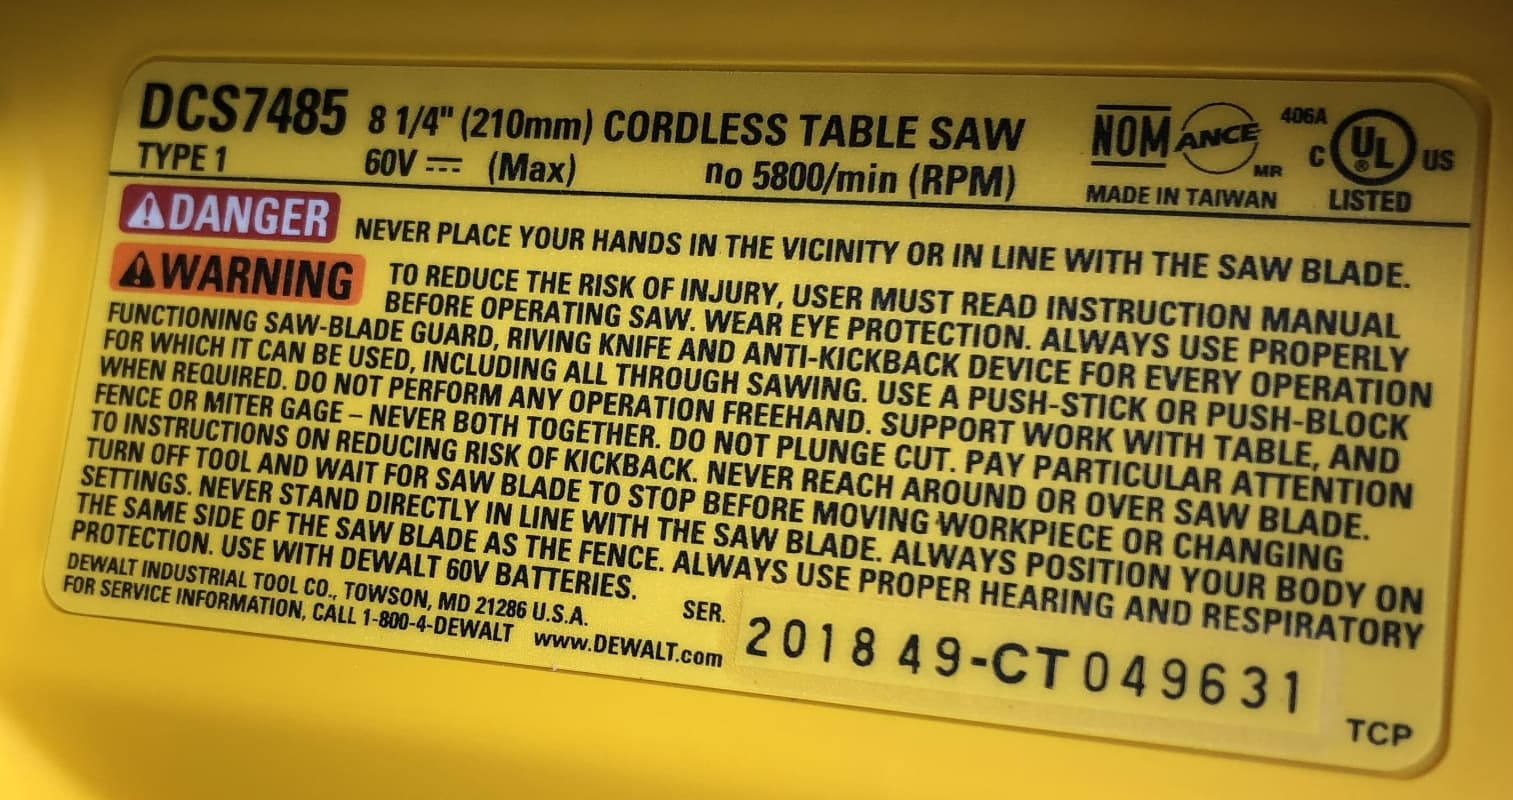 DCS7485 8 1/4" (210mm) CORDLESS TABLE SAW
TYPE 1 60V ⎓ (Max) no 5800/min (RPM)
NOM ANCE MR
MADE IN TAIWAN
406A
C UL® US
LISTED
DANGER NEVER PLACE YOUR HANDS IN THE VICINITY OR IN LINE WITH THE SAW BLADE.
WARNING TO REDUCE THE RISK OF INJURY, USER MUST READ INSTRUCTION MANUAL
BEFORE OPERATING SAW. WEAR EYE PROTECTION. ALWAYS USE PROPERLY
FUNCTIONING SAW-BLADE GUARD, RIVING KNIFE AND ANTI-KICKBACK DEVICE FOR EVERY OPERATION
FOR WHICH IT CAN BE USED, INCLUDING ALL THROUGH SAWING. USE A PUSH-STICK OR PUSH-BLOCK
WHEN REQUIRED. DO NOT PERFORM ANY OPERATION FREEHAND. SUPPORT WORK WITH TABLE, AND
FENCE OR MITER GAGE – NEVER BOTH TOGETHER. DO NOT PLUNGE CUT. PAY PARTICULAR ATTENTION
TO INSTRUCTIONS ON REDUCING RISK OF KICKBACK. NEVER REACH AROUND OR OVER SAW BLADE.
TURN OFF TOOL AND WAIT FOR SAW BLADE TO STOP BEFORE MOVING WORKPIECE OR CHANGING
SETTINGS. NEVER STAND DIRECTLY IN LINE WITH THE SAW BLADE. ALWAYS POSITION YOUR BODY ON
THE SAME SIDE OF THE SAW BLADE AS THE FENCE. ALWAYS USE PROPER HEARING AND RESPIRATORY
PROTECTION. USE WITH DEWALT 60V BATTERIES.
DEWALT INDUSTRIAL TOOL CO., TOWSON, MD 21286 U.S.A.
FOR SERVICE INFORMATION, CALL 1-800-4-DEWALT www.DEWALT.com
SER. 2018 49-CT 049631
TCP